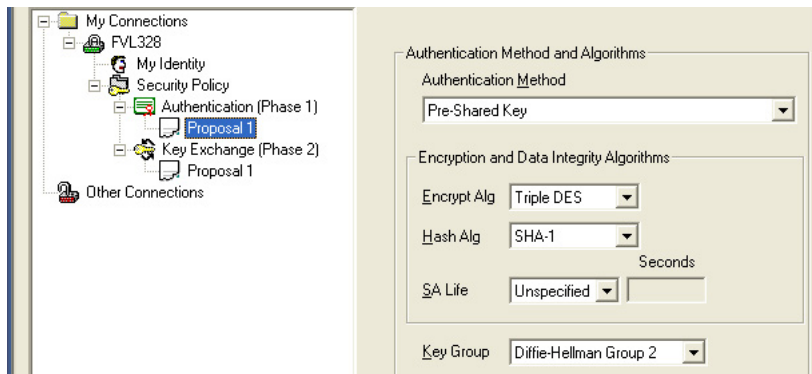 My Connections
FVL328
My Identity
Security Policy
Authentication (Phase 1)
Proposal 1
Key Exchange (Phase 2)
Proposal 1
Other Connections
Authentication Method and Algorithms
Authentication Method
Pre-Shared Key
Encryption and Data Integrity Algorithms
Encrypt Alg Triple DES
Hash Alg SHA-1
Seconds
SA Life Unspecified
Key Group Diffie-Hellman Group 2